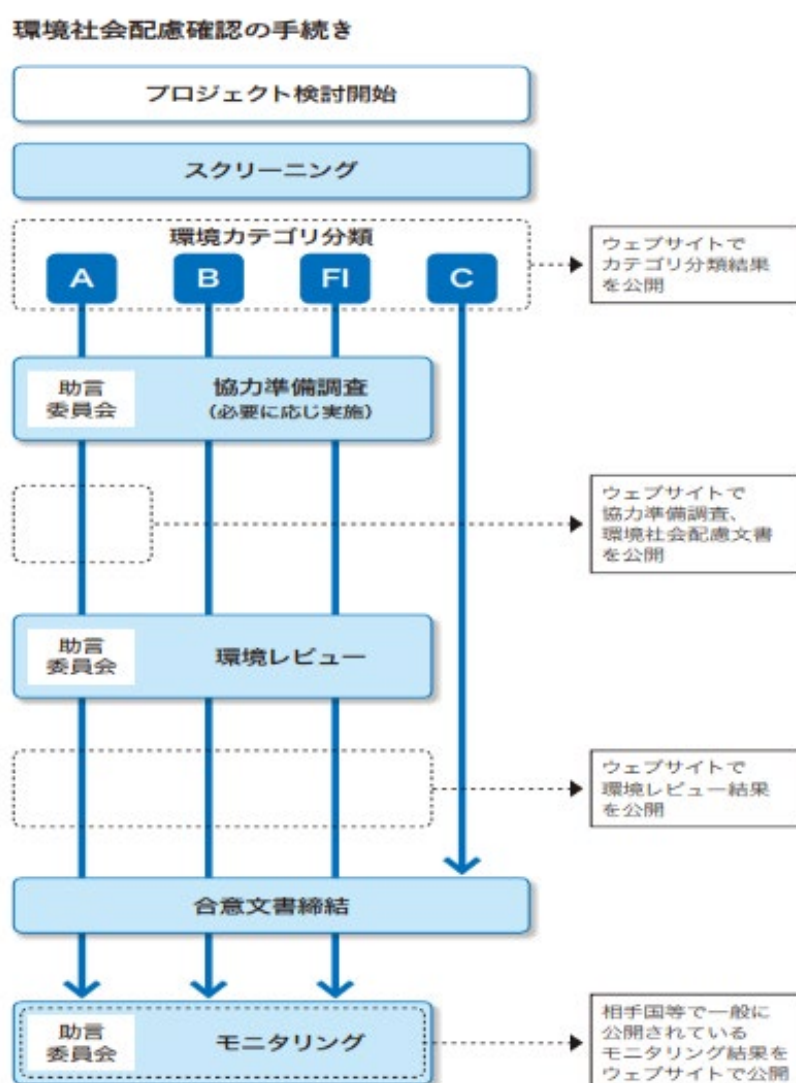 環境社会配慮確認の手続き
プロジェクト検討開始
スクリーニング
環境カテゴリ分類
A
B
FI
C
ウェブサイトで
カテゴリ分類結果
を公開
助言
委員会
協力準備調査
(必要に応じ実施)
ウェブサイトで
協力準備調査、
環境社会配慮文書
を公開
助言
委員会
環境レビュー
ウェブサイトで
環境レビュー結果
を公開
合意文書締結
助言
委員会
モニタリング
相手国等で一般に
公開されている
モニタリング結果を
ウェブサイトで公開